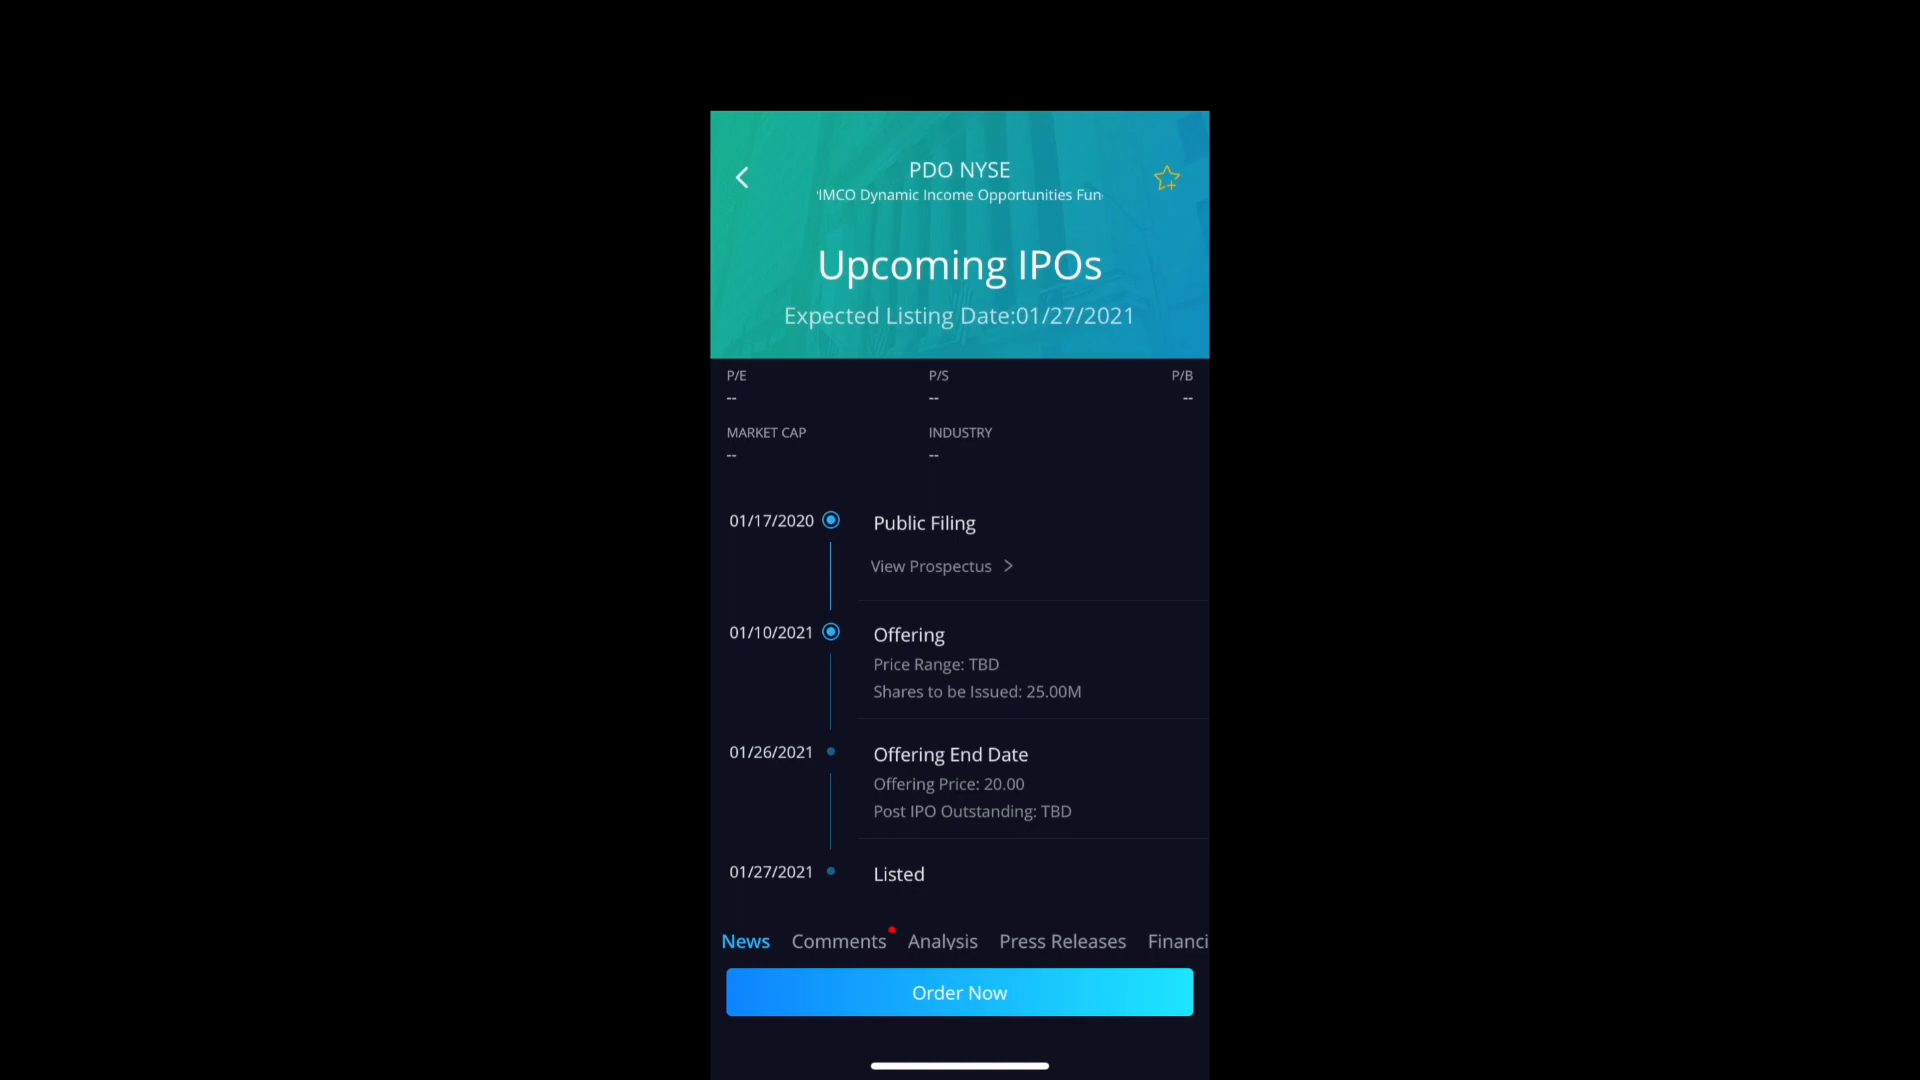 PDO NYSE
IMCO Dynamic Income Opportunities Fun
Upcoming IPOs
Expected Listing Date:01/27/2021
P/E P/S P/B
-- -- --
MARKET CAP INDUSTRY
-- --
01/17/2020 Public Filing
View Prospectus >
01/10/2021 Offering
Price Range: TBD
Shares to be Issued: 25.00M
01/26/2021 Offering End Date
Offering Price: 20.00
Post IPO Outstanding: TBD
01/27/2021 Listed
News Comments Analysis Press Releases Financi
Order Now